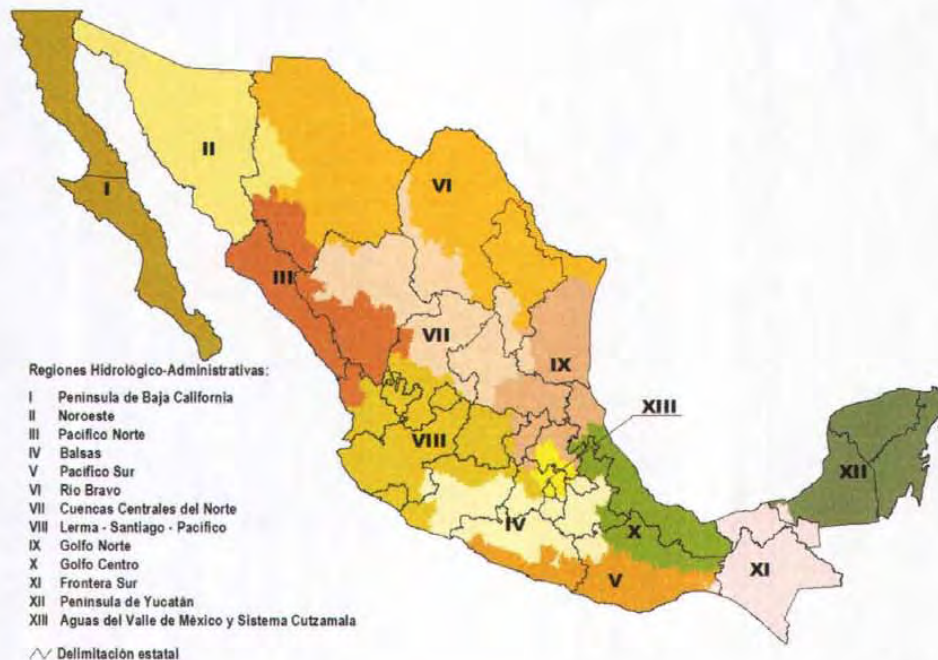 II
I
VI
III
VII
IX
XIII
VIII
XII
IV
X
V
XI
Regiones Hidrológico-Administrativas:
I Península de Baja California
II Noroeste
III Pacífico Norte
IV Balsas
V Pacífico Sur
VI Río Bravo
VII Cuencas Centrales del Norte
VIII Lerma - Santiago - Pacífico
IX Golfo Norte
X Golfo Centro
XI Frontera Sur
XII Península de Yucatán
XIII Aguas del Valle de México y Sistema Cutzamala
Delimitación estatal